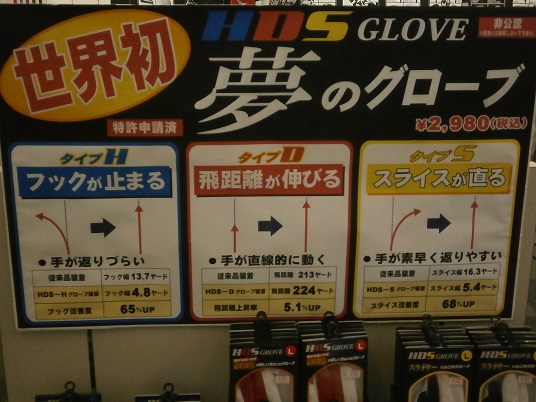 世界初
HDS GLOVE
非公認
夢のグローブ
特許申請済
¥2,980(税込)
タイプH
フックが止まる
● 手が返りづらい
従来品装着 フック幅 13.7ヤード
HDS-Hグローブ装着 フック幅 4.8ヤード
フック改善度 65%UP
タイプD
飛距離が伸びる
● 手が直線的に動く
従来品装着 飛距離 213ヤード
HDS-Dグローブ装着 飛距離 224ヤード
飛距離上昇率 5.1%UP
タイプS
スライスが直る
● 手が素早く返りやすい
従来品装着 スライス幅 16.3ヤード
HDS-Sグローブ装着 スライス幅 5.4ヤード
スライス改善度 68%UP
HDS GLOVE L
HDS GLOVE L
HDS GLOVE L
HDS GLOVE